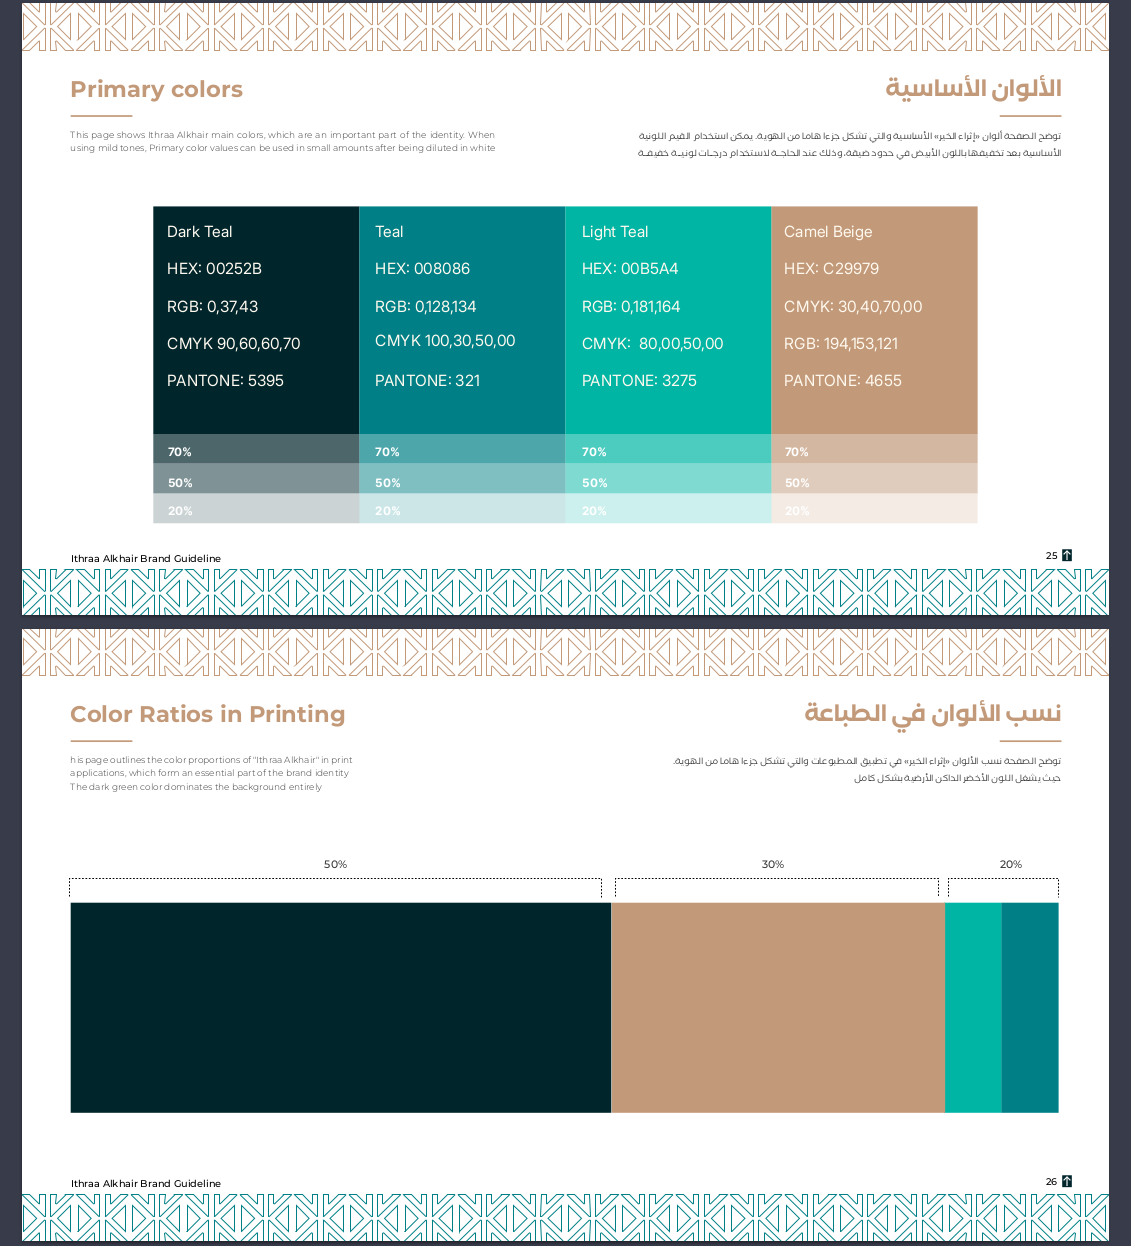 Primary colors
الألوان الأساسية
This page shows Ithraa Alkhair main colors, which are an important part of the identity. When
using mild tones, Primary color values can be used in small amounts after being diluted in white
توضح الصفحة ألوان «إثراء الخير» الأساسية والتي تشكل جزءا هاما من الهوية. يمكن استخدام القيم اللونية
الأساسية بعد تخفيفها باللون الأبيض في حدود ضيقة، وذلك عند الحاجـة لاستخدام درجـات لونيـة خفيفـة
Dark Teal
HEX: 00252B
RGB: 0,37,43
CMYK 90,60,60,70
PANTONE: 5395
70%
50%
20%
Teal
HEX: 008086
RGB: 0,128,134
CMYK 100,30,50,00
PANTONE: 321
70%
50%
20%
Light Teal
HEX: 00B5A4
RGB: 0,181,164
CMYK: 80,00,50,00
PANTONE: 3275
70%
50%
20%
Camel Beige
HEX: C29979
CMYK: 30,40,70,00
RGB: 194,153,121
PANTONE: 4655
70%
50%
20%
Ithraa Alkhair Brand Guideline
25
Color Ratios in Printing
نسب الألوان في الطباعة
his page outlines the color proportions of "Ithraa Alkhair" in print
applications, which form an essential part of the brand identity
The dark green color dominates the background entirely
توضح الصفحة نسب الألوان «إثراء الخير» في تطبيق المطبوعات والتي تشكل جزءا هاما من الهوية.
حيث يشغل اللون الأخضر الداكن الأرضية بشكل كامل
50%
30%
20%
Ithraa Alkhair Brand Guideline
26